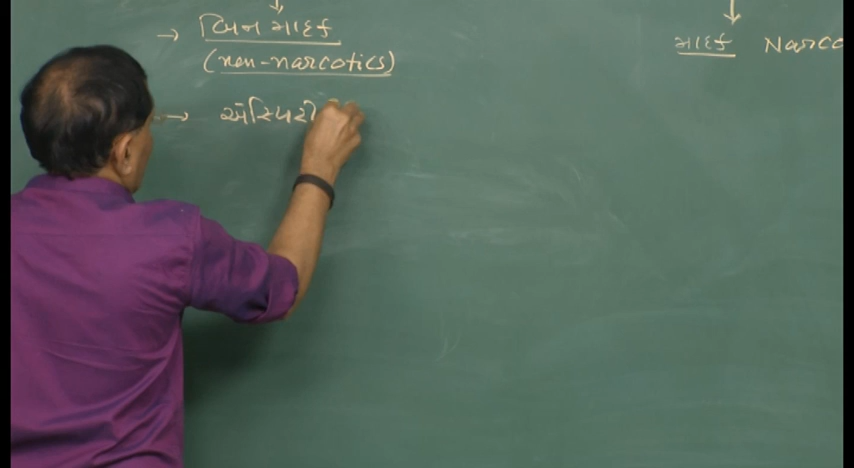 → બિન માદક
(non-narcotics)
→ ઍસ્પિરી
માદક Narco